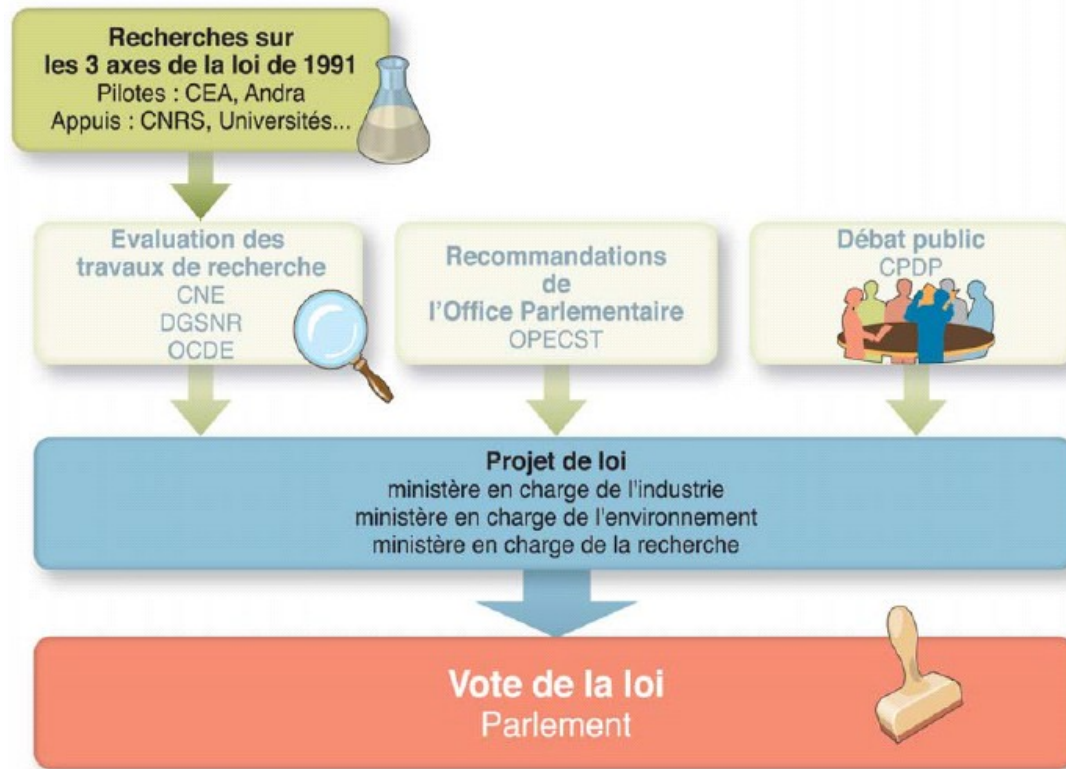 Recherches sur
les 3 axes de la loi de 1991
Pilotes : CEA, Andra
Appuis : CNRS, Universités...
Evaluation des
travaux de recherche
CNE
DGSNR
OCDE
Recommandations
de
l'Office Parlementaire
OPECST
Débat public
CPDP
Projet de loi
ministère en charge de l'industrie
ministère en charge de l'environnement
ministère en charge de la recherche
Vote de la loi
Parlement